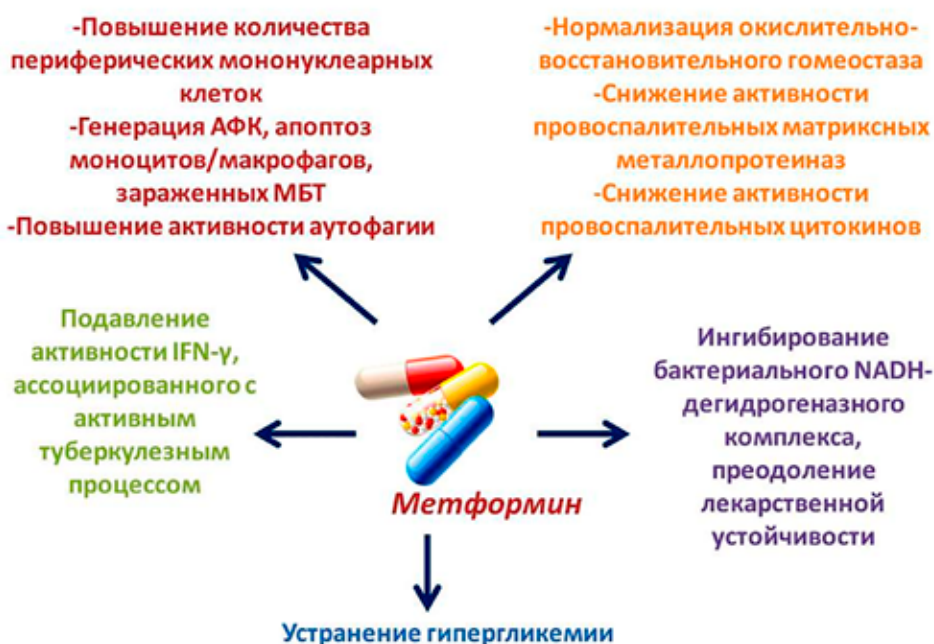 -Повышение количества
периферических мононуклеарных
клеток
-Генерация АФК, апоптоз
моноцитов/макрофагов,
зараженных МБТ
-Повышение активности аутофагии
-Нормализация окислительно-
восстановительного гомеостаза
-Снижение активности
провоспалительных матриксных
металлопротеиназ
-Снижение активности
провоспалительных цитокинов
Подавление
активности IFN-γ,
ассоциированного с
активным
туберкулезным
процессом
Ингибирование
бактериального NADH-
дегидрогеназного
комплекса,
преодоление
лекарственной
устойчивости
Метформин
Устранение гипергликемии